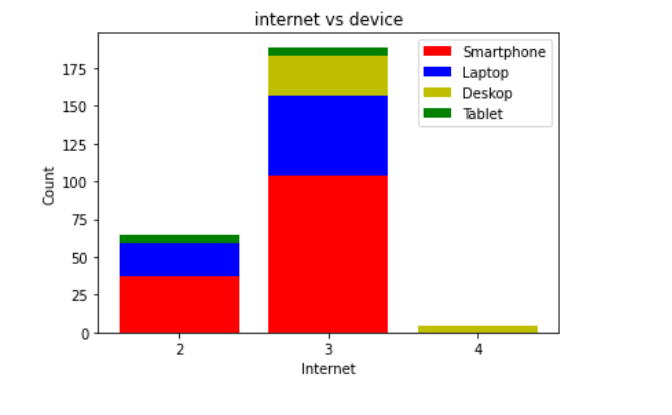 internet vs device
Smartphone
Laptop
Deskop
Tablet
175
150
125
100
75
50
25
0
Count
2 3 4
Internet